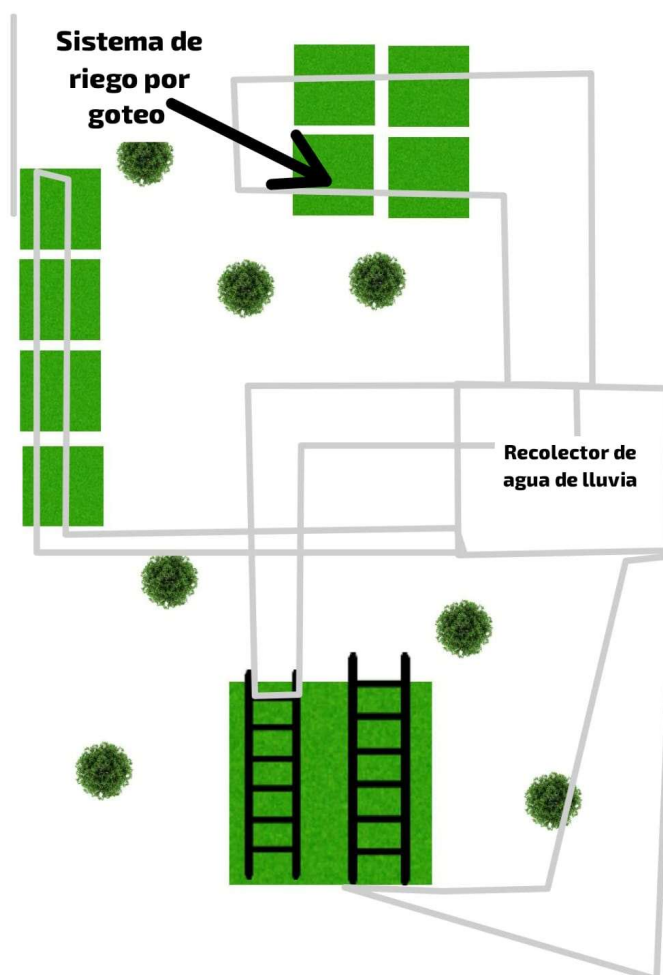 Sistema de
riego por
goteo
Recolector de
agua de lluvia